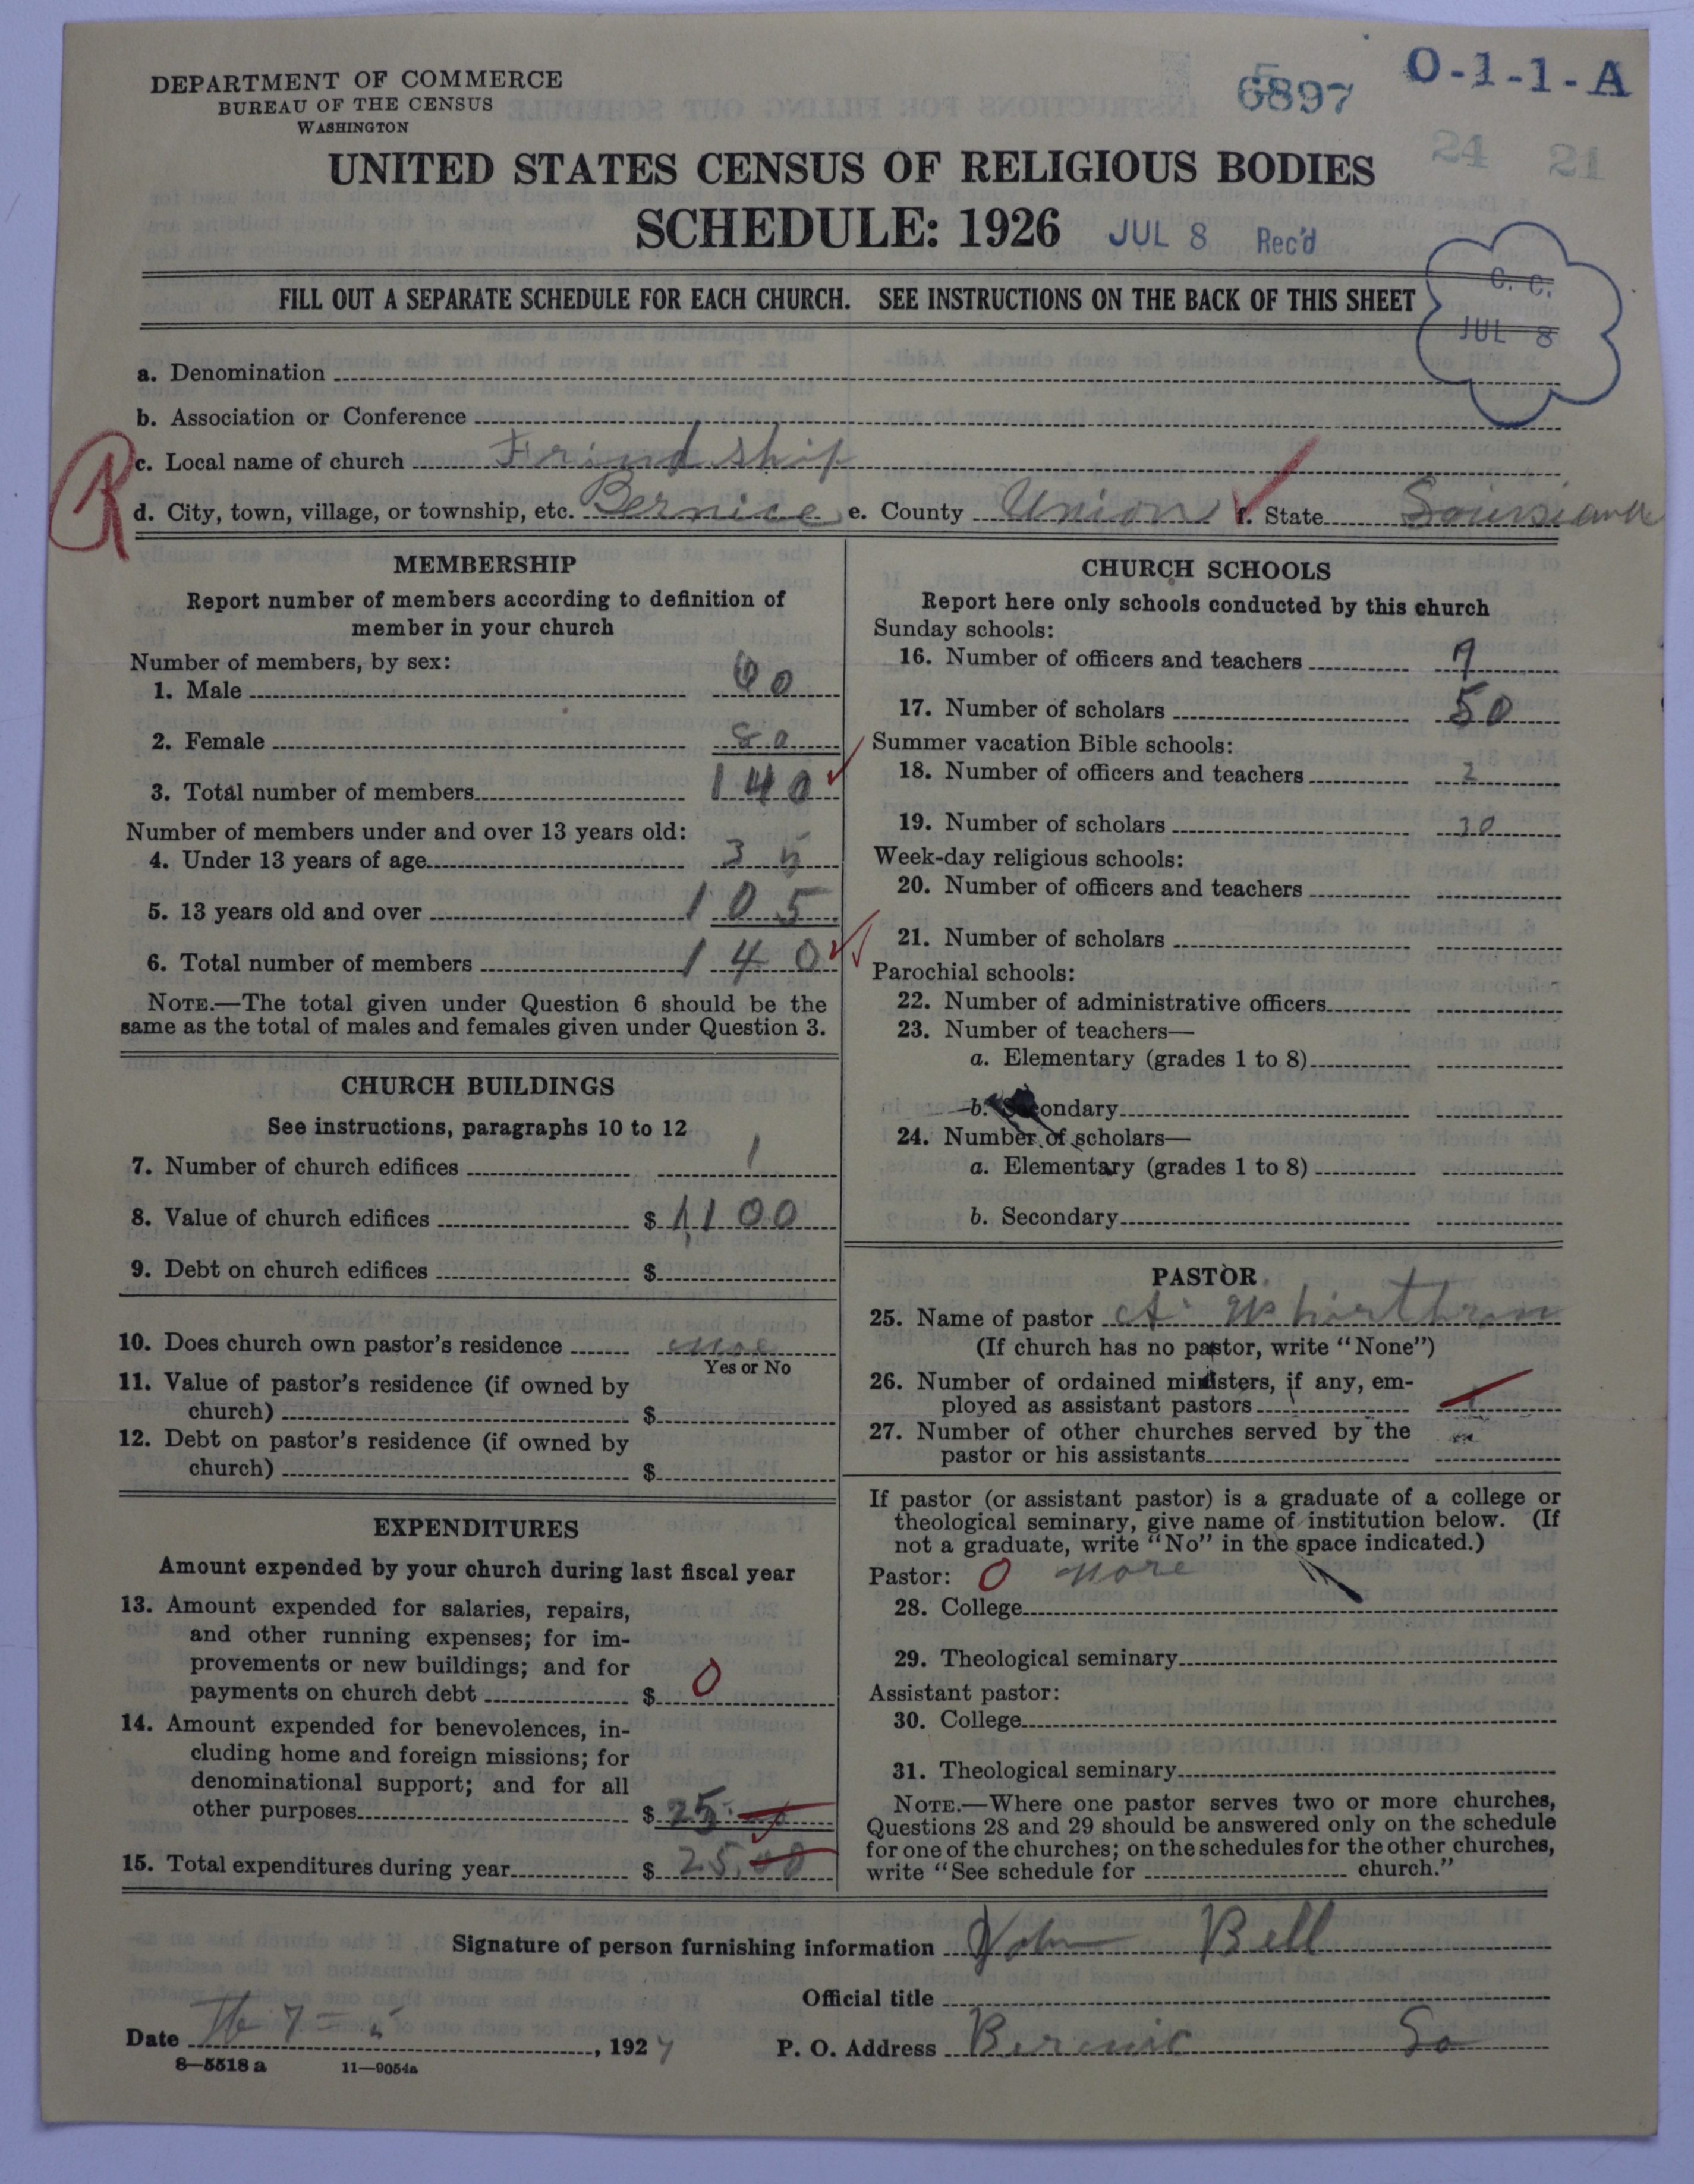 DEPARTMENT OF COMMERCE
BUREAU OF THE CENSUS
WASHINGTON
6897
O-1-1-A
24 21
UNITED STATES CENSUS OF RELIGIOUS BODIES
SCHEDULE: 1926 JUL 8 Rec'd
C. C.
JUL 8
FILL OUT A SEPARATE SCHEDULE FOR EACH CHURCH. SEE INSTRUCTIONS ON THE BACK OF THIS SHEET
a. Denomination
b. Association or Conference
R
c. Local name of church Friendship
d. City, town, village, or township, etc. Bernice e. County Union f. State Louisiana
MEMBERSHIP
Report number of members according to definition of
member in your church
Number of members, by sex:
1. Male
2. Female 80
3. Total number of members 140
Number of members under and over 13 years old:
4. Under 13 years of age 35
5. 13 years old and over 105
6. Total number of members 140
NOTE.—The total given under Question 6 should be the
same as the total of males and females given under Question 3.
CHURCH BUILDINGS
See instructions, paragraphs 10 to 12
7. Number of church edifices 1
8. Value of church edifices $ 1100
9. Debt on church edifices $
10. Does church own pastor's residence
Yes or No
11. Value of pastor's residence (if owned by
church) $
12. Debt on pastor's residence (if owned by
church) $
EXPENDITURES
Amount expended by your church during last fiscal year
13. Amount expended for salaries, repairs,
and other running expenses; for im-
provements or new buildings; and for
payments on church debt $ 0
14. Amount expended for benevolences, in-
cluding home and foreign missions; for
denominational support; and for all
other purposes $ 25
15. Total expenditures during year $ 25.00
CHURCH SCHOOLS
Report here only schools conducted by this church
Sunday schools:
16. Number of officers and teachers 9
17. Number of scholars 50
Summer vacation Bible schools:
18. Number of officers and teachers 2
19. Number of scholars
Week-day religious schools:
20. Number of officers and teachers
21. Number of scholars
Parochial schools:
22. Number of administrative officers
23. Number of teachers—
a. Elementary (grades 1 to 8)
b. Secondary
24. Number of scholars—
a. Elementary (grades 1 to 8)
b. Secondary
PASTOR
25. Name of pastor
(If church has no pastor, write "None")
26. Number of ordained ministers, if any, em-
ployed as assistant pastors
27. Number of other churches served by the
pastor or his assistants
If pastor (or assistant pastor) is a graduate of a college or
theological seminary, give name of institution below. (If
not a graduate, write "No" in the space indicated.)
Pastor: 0
28. College
29. Theological seminary
Assistant pastor:
30. College
31. Theological seminary
NOTE.—Where one pastor serves two or more churches,
Questions 28 and 29 should be answered only on the schedule
for one of the churches; on the schedules for the other churches,
write "See schedule for church."
Signature of person furnishing information John Bell
Official title
Date 7 , 1927 P. O. Address Bernic La
8—5518 a 11—9054a